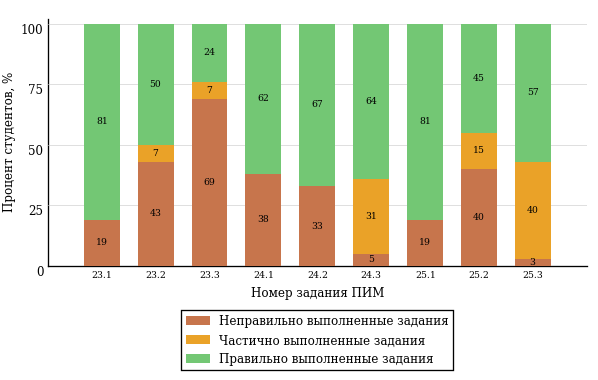 Процент студентов, %
100
75
50
25
0
81 50 24 62 67 64 81 45 57
7 7 31 15 40
19 43 69 38 33 5 19 40 3
23.1 23.2 23.3 24.1 24.2 24.3 25.1 25.2 25.3
Номер задания ПИМ
Неправильно выполненные задания
Частично выполненные задания
Правильно выполненные задания